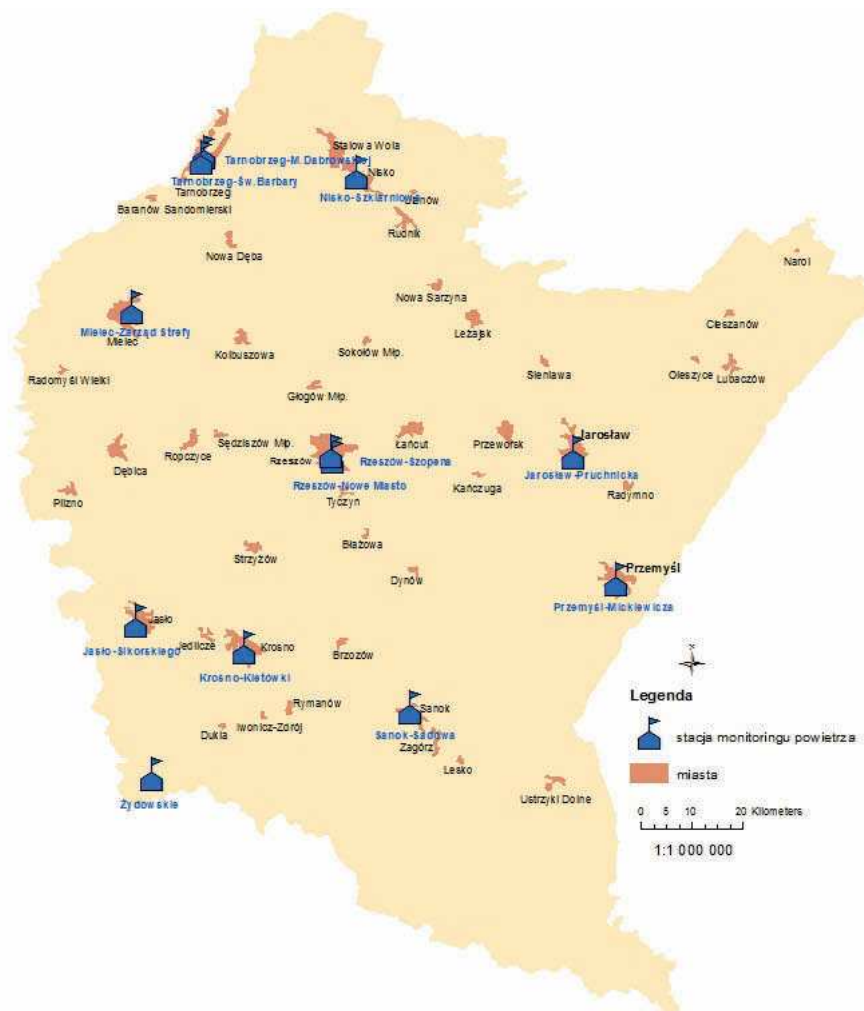 Stalowa Wola
Tarnobrzeg-M.Dąbrowskiej
Nisko
Tarnobrzeg-Św.Barbary
Tarnobrzeg
Nisko-Szklarniowa
Ulanów
Baranów Sandomierski
Rudnik
Nowa Dęba
Narol
Nowa Sarzyna
Cieszanów
Mielec-Zarząd Strefy
Mielec
Leżajsk
Kolbuszowa
Sokołów Młp.
Radomyśl Wielki
Sieniawa
Oleszyce
Lubaczów
Głogów Młp.
Jarosław
Sędziszów Młp.
Łańcut
Przeworsk
Ropczyce
Rzeszów
Rzeszów-Szopena
Dębica
Jarosław-Pruchnicka
Rzeszów-Nowe Miasto
Kańczuga
Radymno
Pilzno
Tyczyn
Błażowa
Strzyżów
Przemyśl
Dynów
Przemyśl-Mickiewicza
Jasło
Jedlicze
Krosno
Jasło-Sikorskiego
Brzozów
Krosno-Kletówki
Rymanów
Sanok
Iwonicz-Zdrój
Dukla
Sanok-Sadowa
Zagórz
Lesko
Żydowskie
Ustrzyki Dolne
N
Legenda
stacja monitoringu powietrza
miasta
0 5 10 20 Kilometers
1:1 000 000